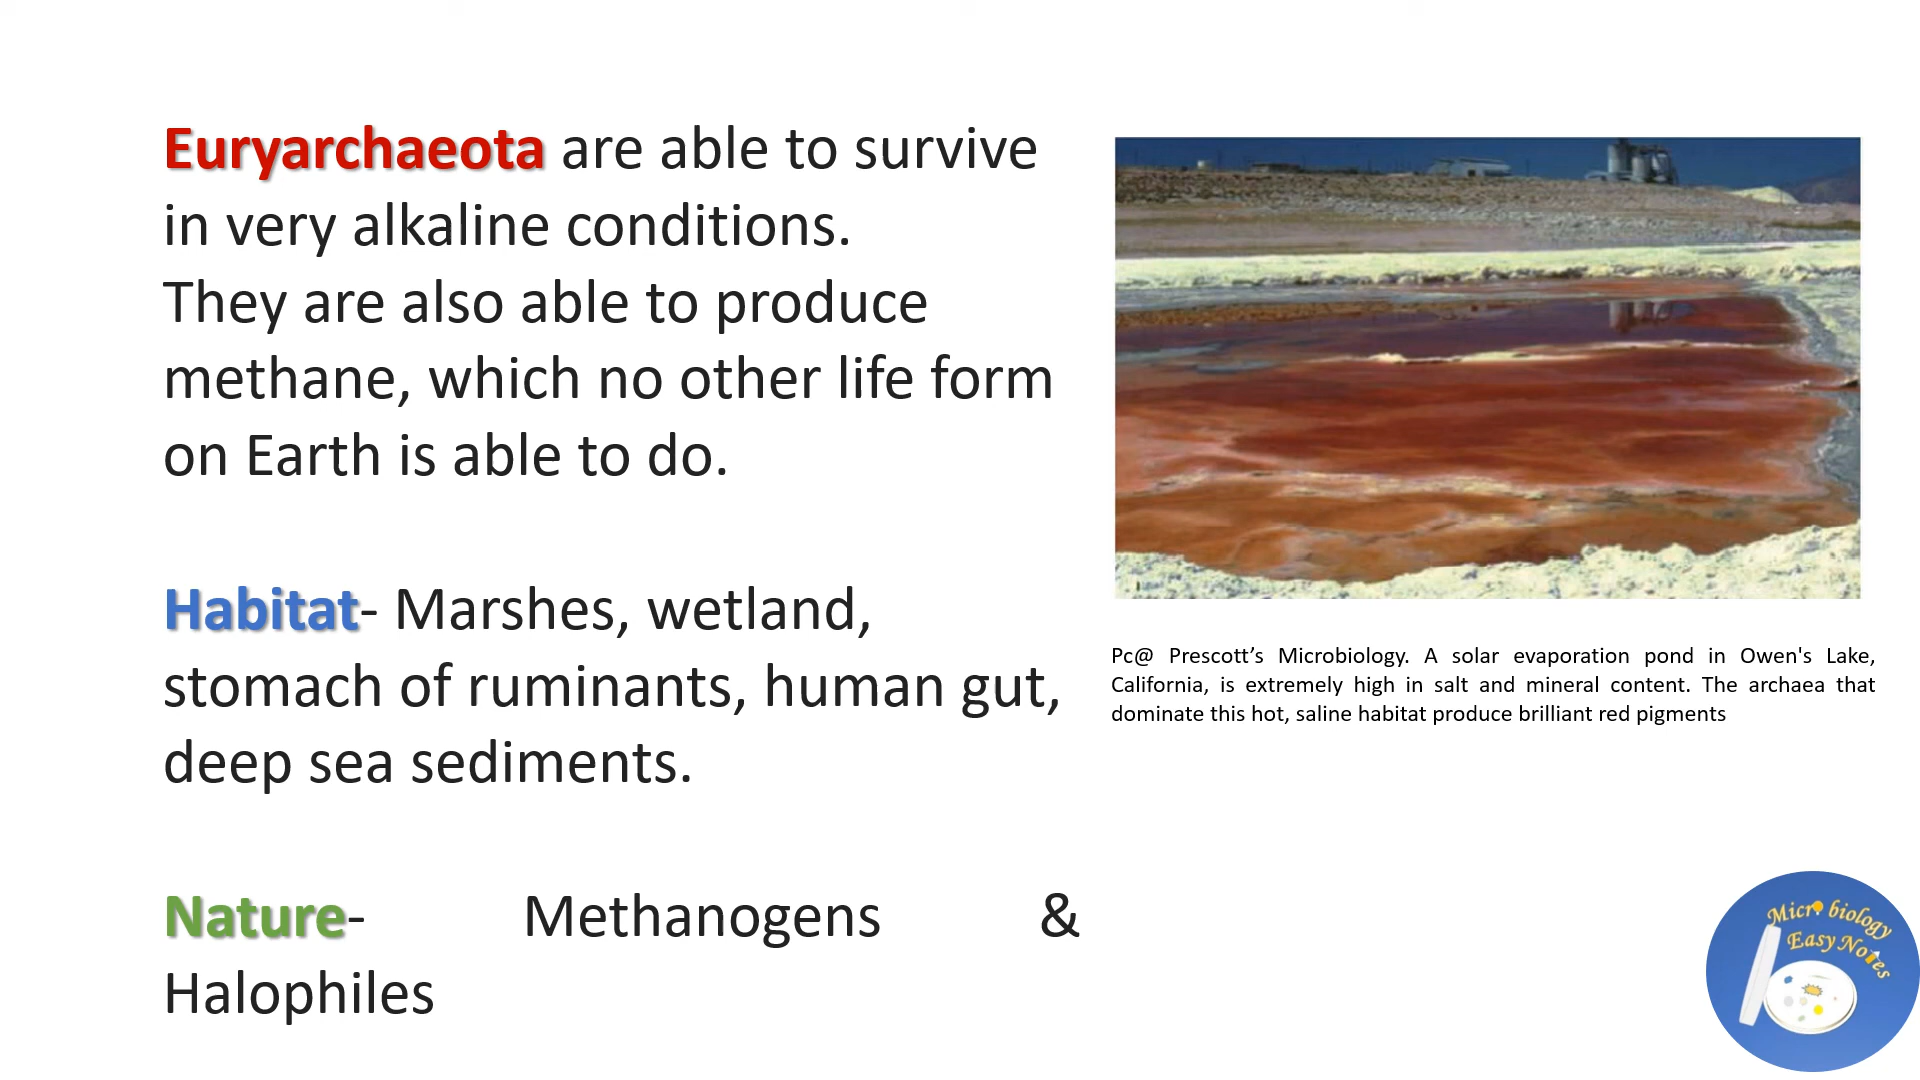 Euryarchaeota are able to survive
in very alkaline conditions.
They are also able to produce
methane, which no other life form
on Earth is able to do.
Habitat- Marshes, wetland,
stomach of ruminants, human gut,
deep sea sediments.
Nature- Methanogens &
Halophiles
Pc@ Prescott’s Microbiology. A solar evaporation pond in Owen's Lake,
California, is extremely high in salt and mineral content. The archaea that
dominate this hot, saline habitat produce brilliant red pigments
Micro biology
Easy Notes